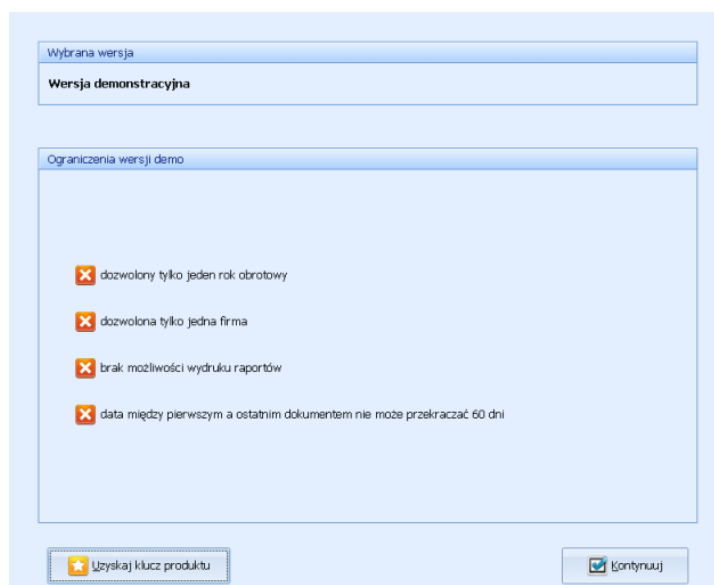 Wybrana wersja
Wersja demonstracyjna
Ograniczenia wersji demo
dozwolony tylko jeden rok obrotowy
dozwolona tylko jedna firma
brak możliwości wydruku raportów
data między pierwszym a ostatnim dokumentem nie może przekraczać 60 dni
Uzyskaj klucz produktu
Kontynuuj